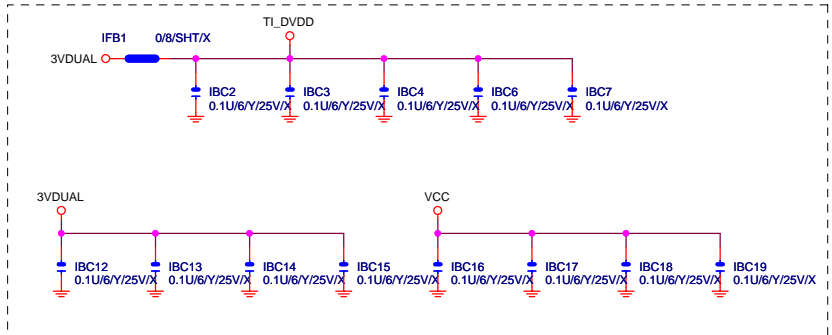 TI_DVDD
IFB1 0/8/SHT/X
3VDUAL
IBC2 IBC3 IBC4 IBC6 IBC7
0.1U/6/Y/25V/X 0.1U/6/Y/25V/X 0.1U/6/Y/25V/X 0.1U/6/Y/25V/X 0.1U/6/Y/25V/X
3VDUAL VCC
IBC12 IBC13 IBC14 IBC15 IBC16 IBC17 IBC18 IBC19
0.1U/6/Y/25V/X 0.1U/6/Y/25V/X 0.1U/6/Y/25V/X 0.1U/6/Y/25V/X 0.1U/6/Y/25V/X 0.1U/6/Y/25V/X 0.1U/6/Y/25V/X 0.1U/6/Y/25V/X